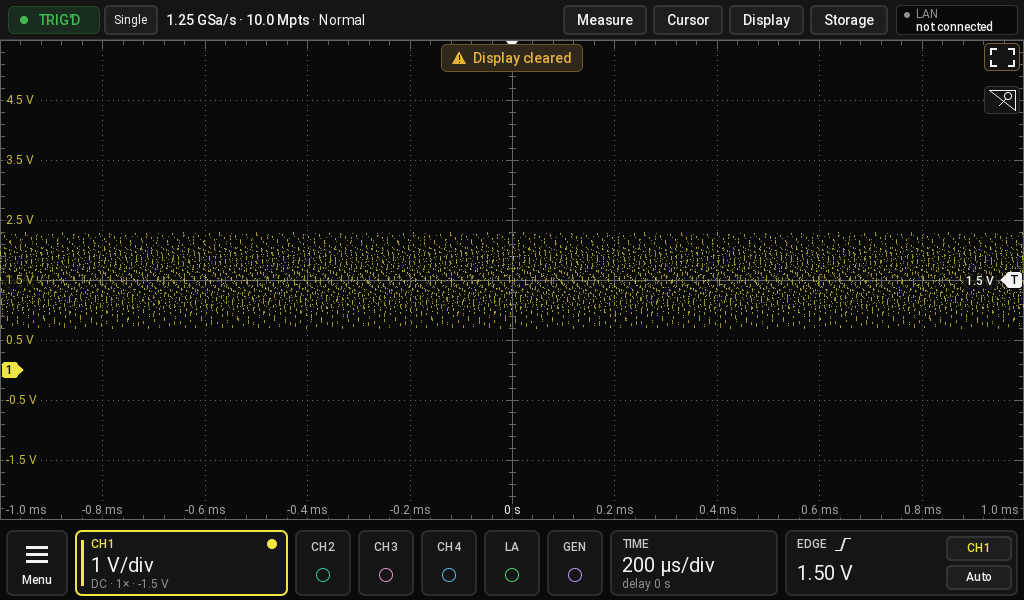 TRIG'D
Single
1.25 GSa/s · 10.0 Mpts · Normal
Measure
Cursor
Display
Storage
LAN
not connected
Display cleared
4.5 V
3.5 V
2.5 V
1.5 V
1.5 V
T
0.5 V
1
-0.5 V
-1.5 V
-1.0 ms
-0.8 ms
-0.6 ms
-0.4 ms
-0.2 ms
0 s
0.2 ms
0.4 ms
0.6 ms
0.8 ms
1.0 ms
Menu
CH1
1 V/div
DC · 1× · -1.5 V
CH2
CH3
CH4
LA
GEN
TIME
200 µs/div
delay 0 s
EDGE
1.50 V
CH1
Auto